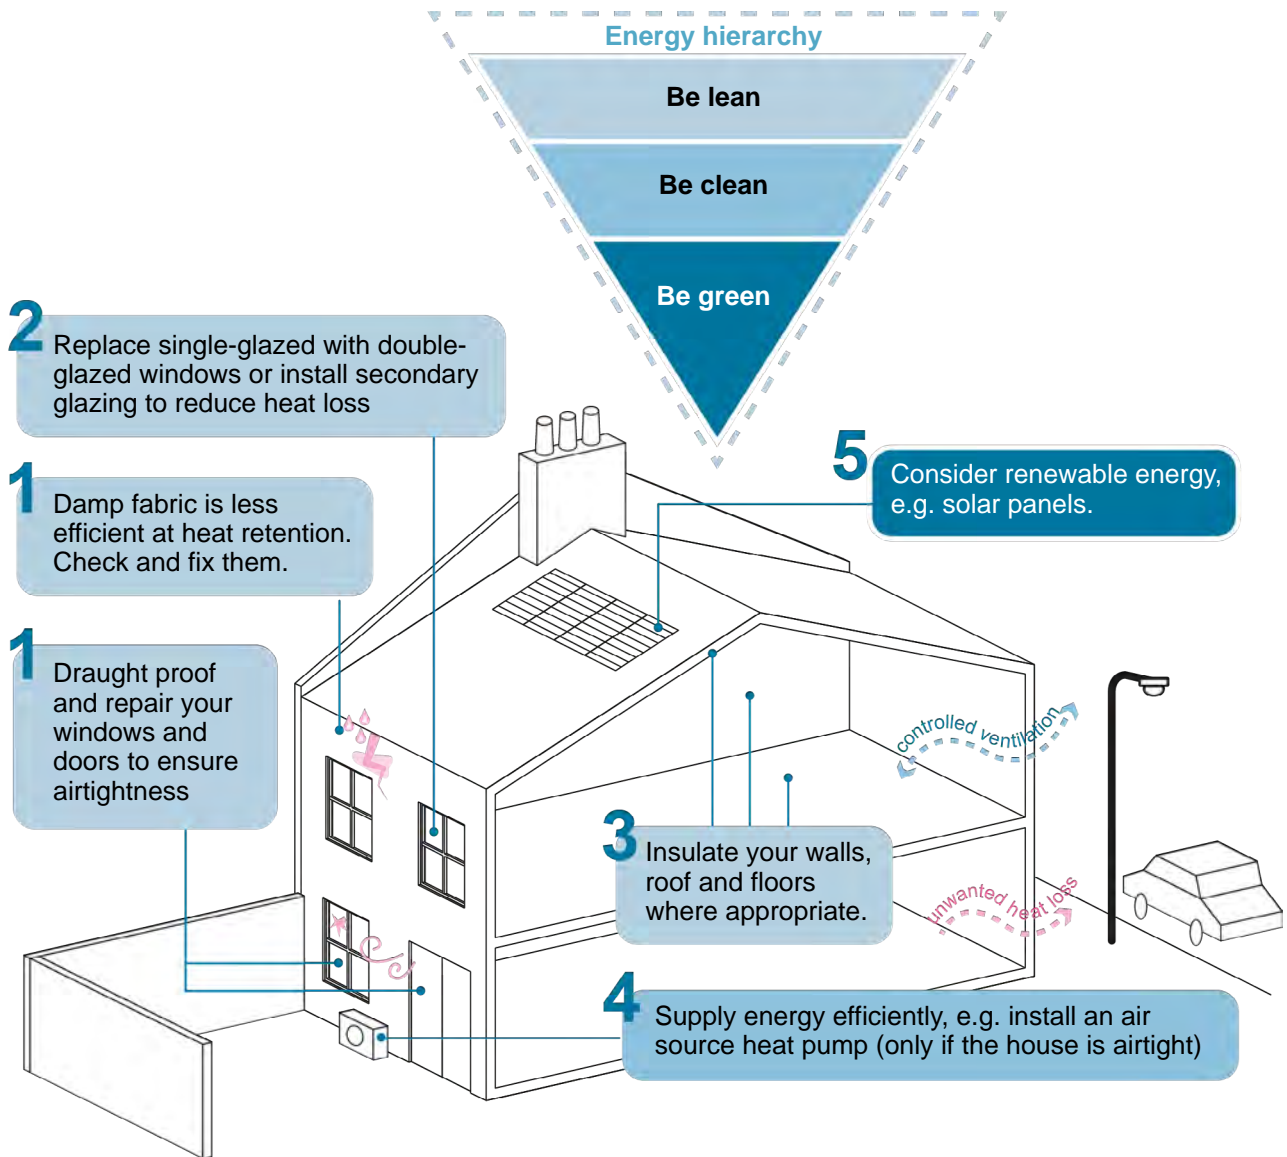 Energy hierarchy
Be lean
Be clean
Be green
2
Replace single-glazed with double-
glazed windows or install secondary
glazing to reduce heat loss
1
Damp fabric is less
efficient at heat retention.
Check and fix them.
1
Draught proof
and repair your
windows and
doors to ensure
airtightness
5
Consider renewable energy,
e.g. solar panels.
controlled ventilation
3
Insulate your walls,
roof and floors
where appropriate.
unwanted heat loss
4
Supply energy efficiently, e.g. install an air
source heat pump (only if the house is airtight)